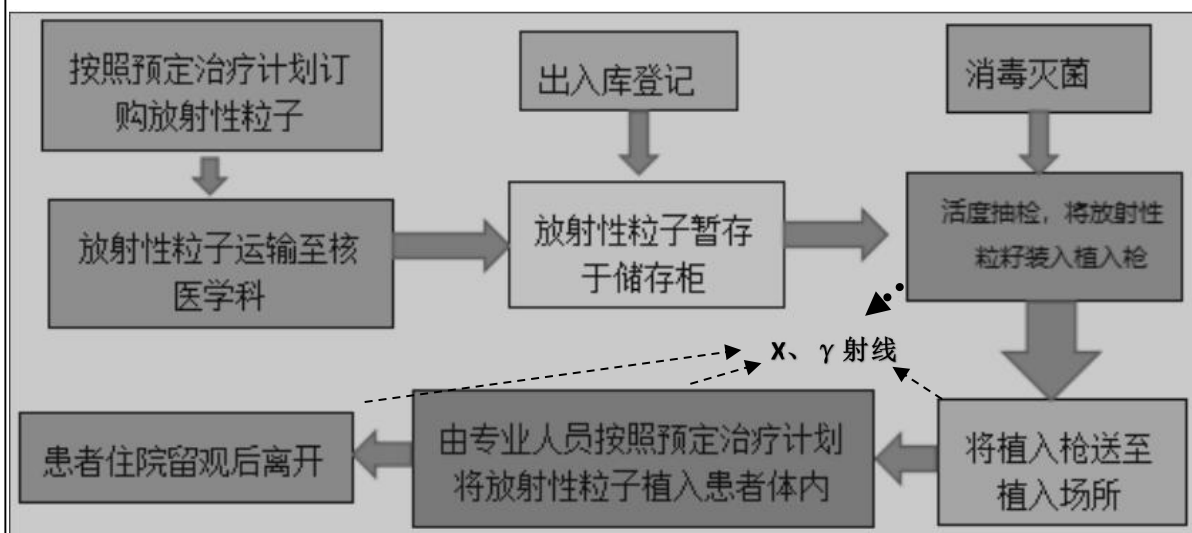 按照预定治疗计划订
购放射性粒子
出入库登记
消毒灭菌
放射性粒子运输至核
医学科
放射性粒子暂存
于储存柜
活度抽检，将放射性
粒籽装入植入枪
X、γ射线
患者住院留观后离开
由专业人员按照预定治疗计划
将放射性粒子植入患者体内
将植入枪送至
植入场所